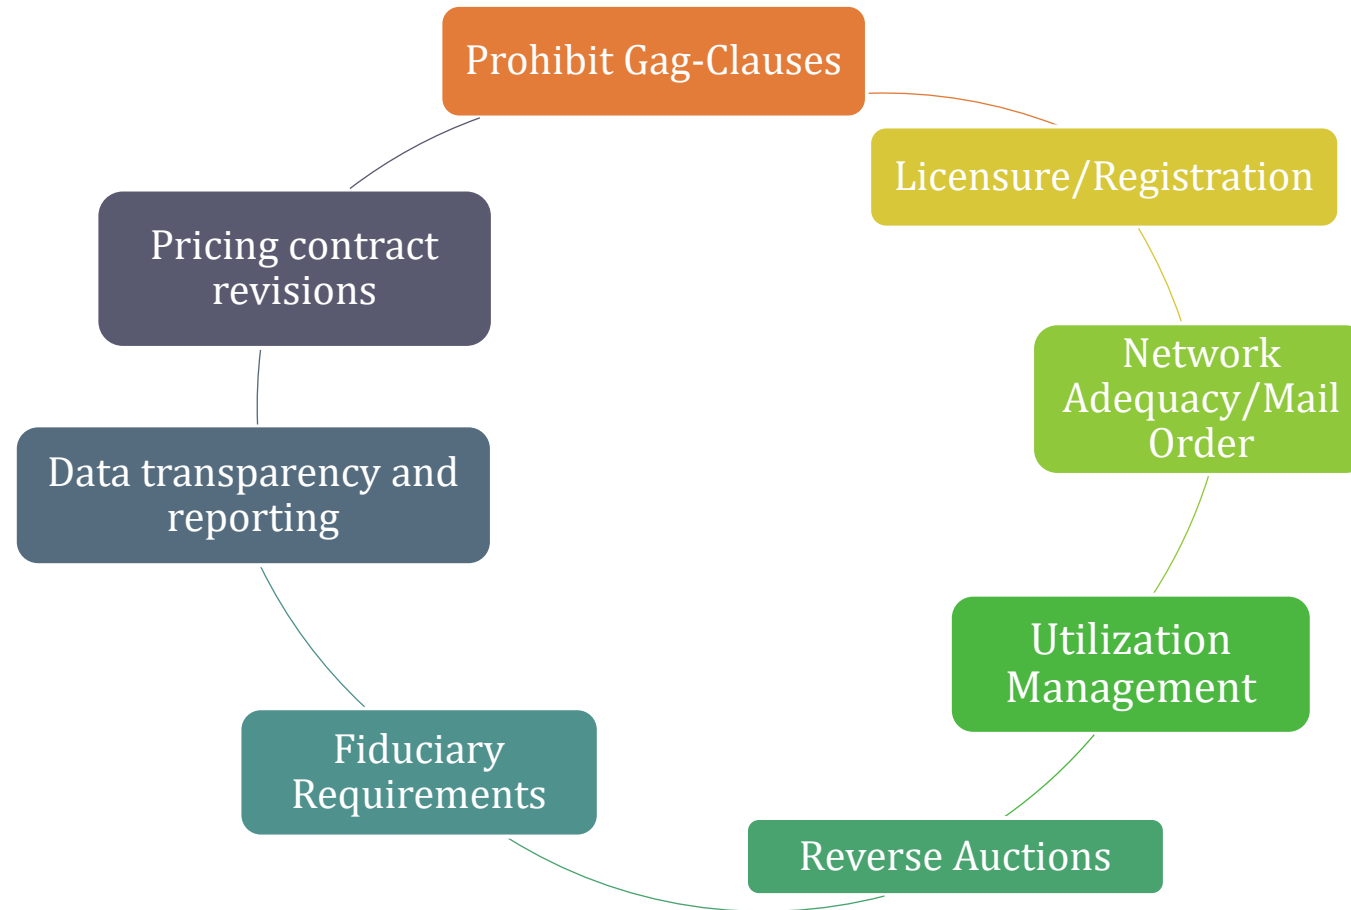 Prohibit Gag-Clauses
Licensure/Registration
Network
Adequacy/Mail
Order
Utilization
Management
Reverse Auctions
Fiduciary
Requirements
Data transparency and
reporting
Pricing contract
revisions